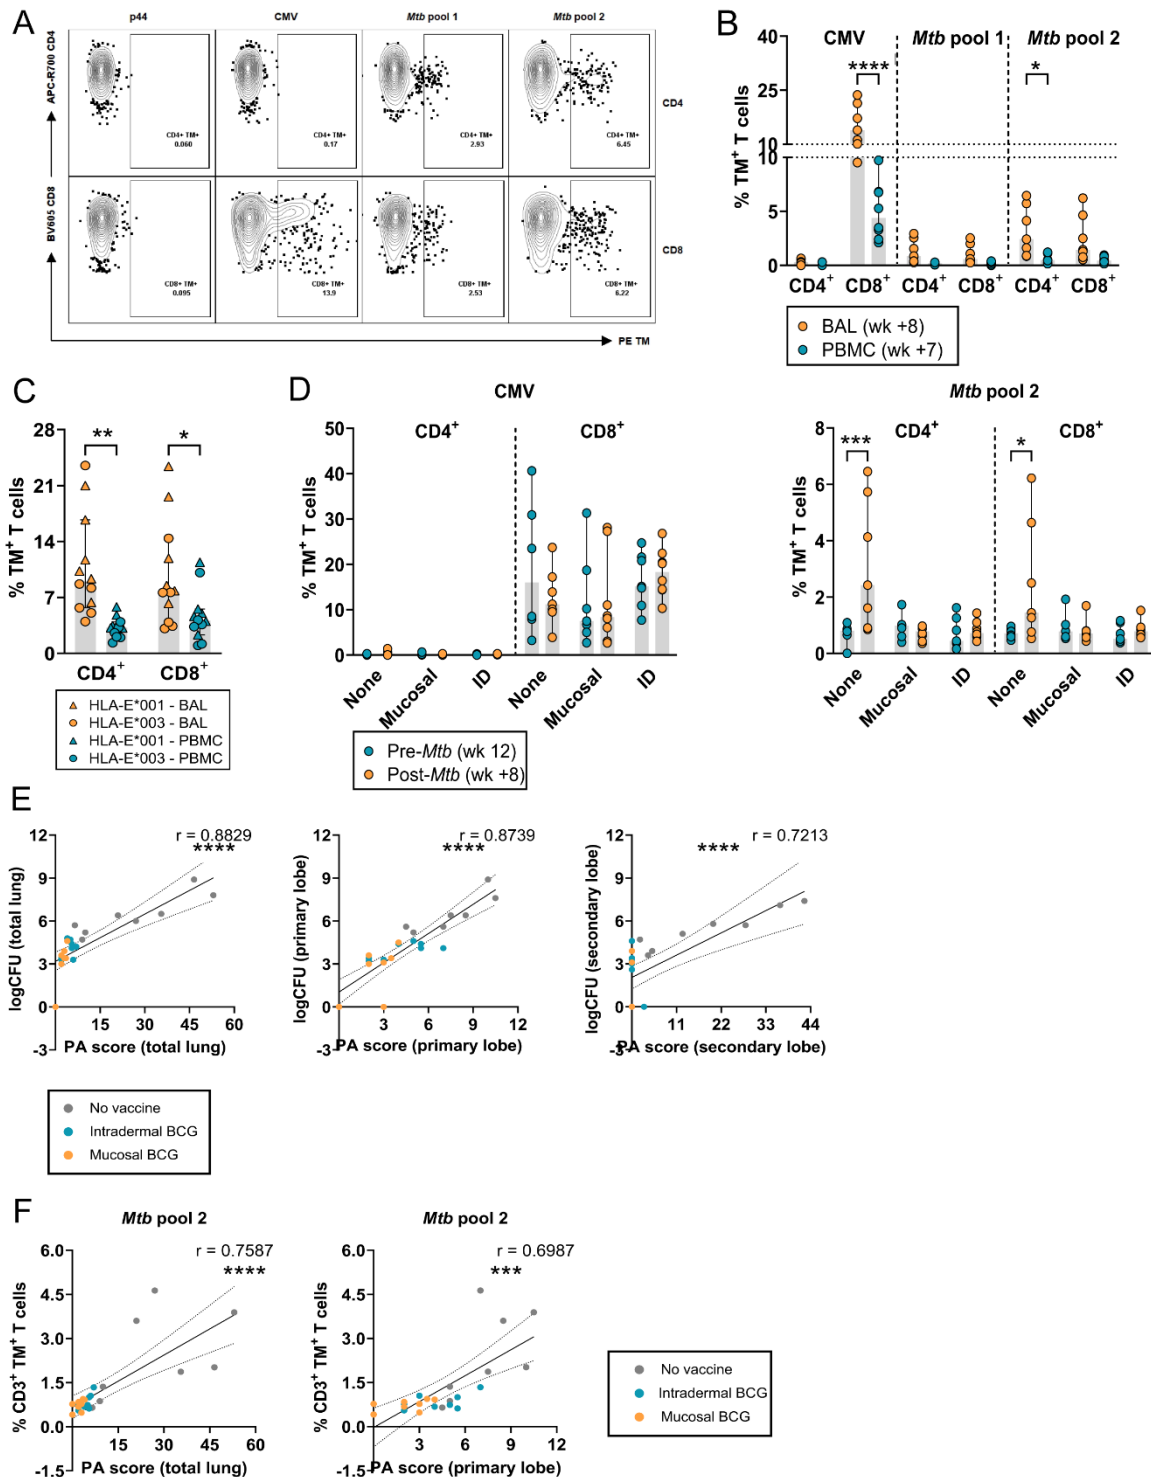 A
p44
CMV
Mtb pool 1
Mtb pool 2
APC-R700 CD4
CD4+ TM+
0.060
CD4+ TM+
0.17
CD4+ TM+
2.93
CD4+ TM+
6.45
CD4
BV605 CD8
CD8+ TM+
0.095
CD8+ TM+
13.9
CD8+ TM+
2.53
CD8+ TM+
6.22
CD8
PE TM
B
CMV
Mtb pool 1
Mtb pool 2
% TM+ T cells
40
25
10
10
5
0
****
*
CD4+ CD8+ CD4+ CD8+ CD4+ CD8+
BAL (wk +8)
PBMC (wk +7)
C
% TM+ T cells
28
21
14
7
0
**
*
CD4+ CD8+
HLA-E*001 - BAL
HLA-E*003 - BAL
HLA-E*001 - PBMC
HLA-E*003 - PBMC
D
CMV
CD4+ CD8+
% TM+ T cells
50
40
30
20
10
0
None Mucosal ID None Mucosal ID
Pre-Mtb (wk 12)
Post-Mtb (wk +8)
Mtb pool 2
CD4+ CD8+
% TM+ T cells
8
6
4
2
0
***
*
None Mucosal ID None Mucosal ID
E
logCFU (total lung)
12
9
6
3
0
-3
r = 0.8829
****
15 30 45 60
PA score (total lung)
logCFU (primary lobe)
12
9
6
3
0
-3
r = 0.8739
****
3 6 9 12
PA score (primary lobe)
logCFU (secondary lobe)
12
9
6
3
0
-3
r = 0.7213
****
11 22 33 44
PA score (secondary lobe)
No vaccine
Intradermal BCG
Mucosal BCG
F
Mtb pool 2
% CD3+ TM+ T cells
6.0
4.5
3.0
1.5
0.0
-1.5
r = 0.7587
****
15 30 45 60
PA score (total lung)
Mtb pool 2
% CD3+ TM+ T cells
6.0
4.5
3.0
1.5
0.0
-1.5
r = 0.6987
***
3 6 9 12
PA score (primary lobe)
No vaccine
Intradermal BCG
Mucosal BCG